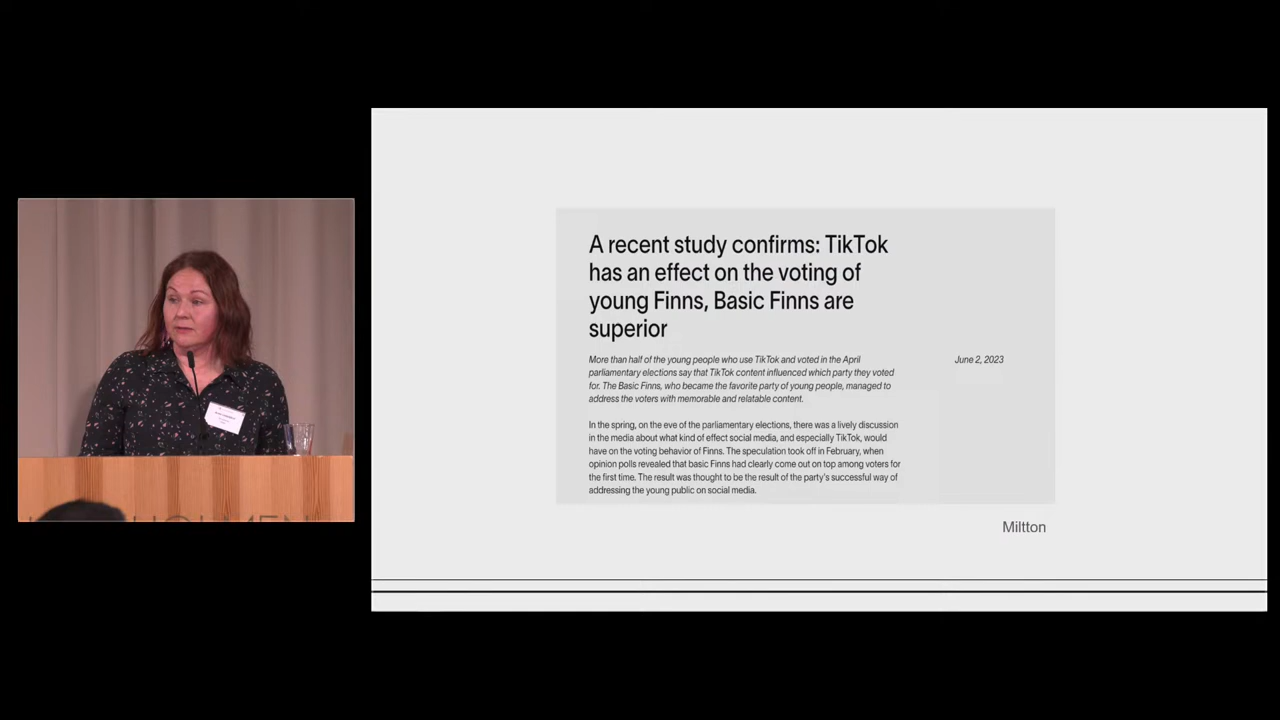 A recent study confirms: TikTok
has an effect on the voting of
young Finns, Basic Finns are
superior
More than half of the young people who use TikTok and voted in the April
parliamentary elections say that TikTok content influenced which party they voted
for. The Basic Finns, who became the favorite party of young people, managed to
address the voters with memorable and relatable content.
June 2, 2023
In the spring, on the eve of the parliamentary elections, there was a lively discussion
in the media about what kind of effect social media, and especially TikTok, would
have on the voting behavior of Finns. The speculation took off in February, when
opinion polls revealed that basic Finns had clearly come out on top among voters for
the first time. The result was thought to be the result of the party's successful way of
addressing the young public on social media.
Miltton